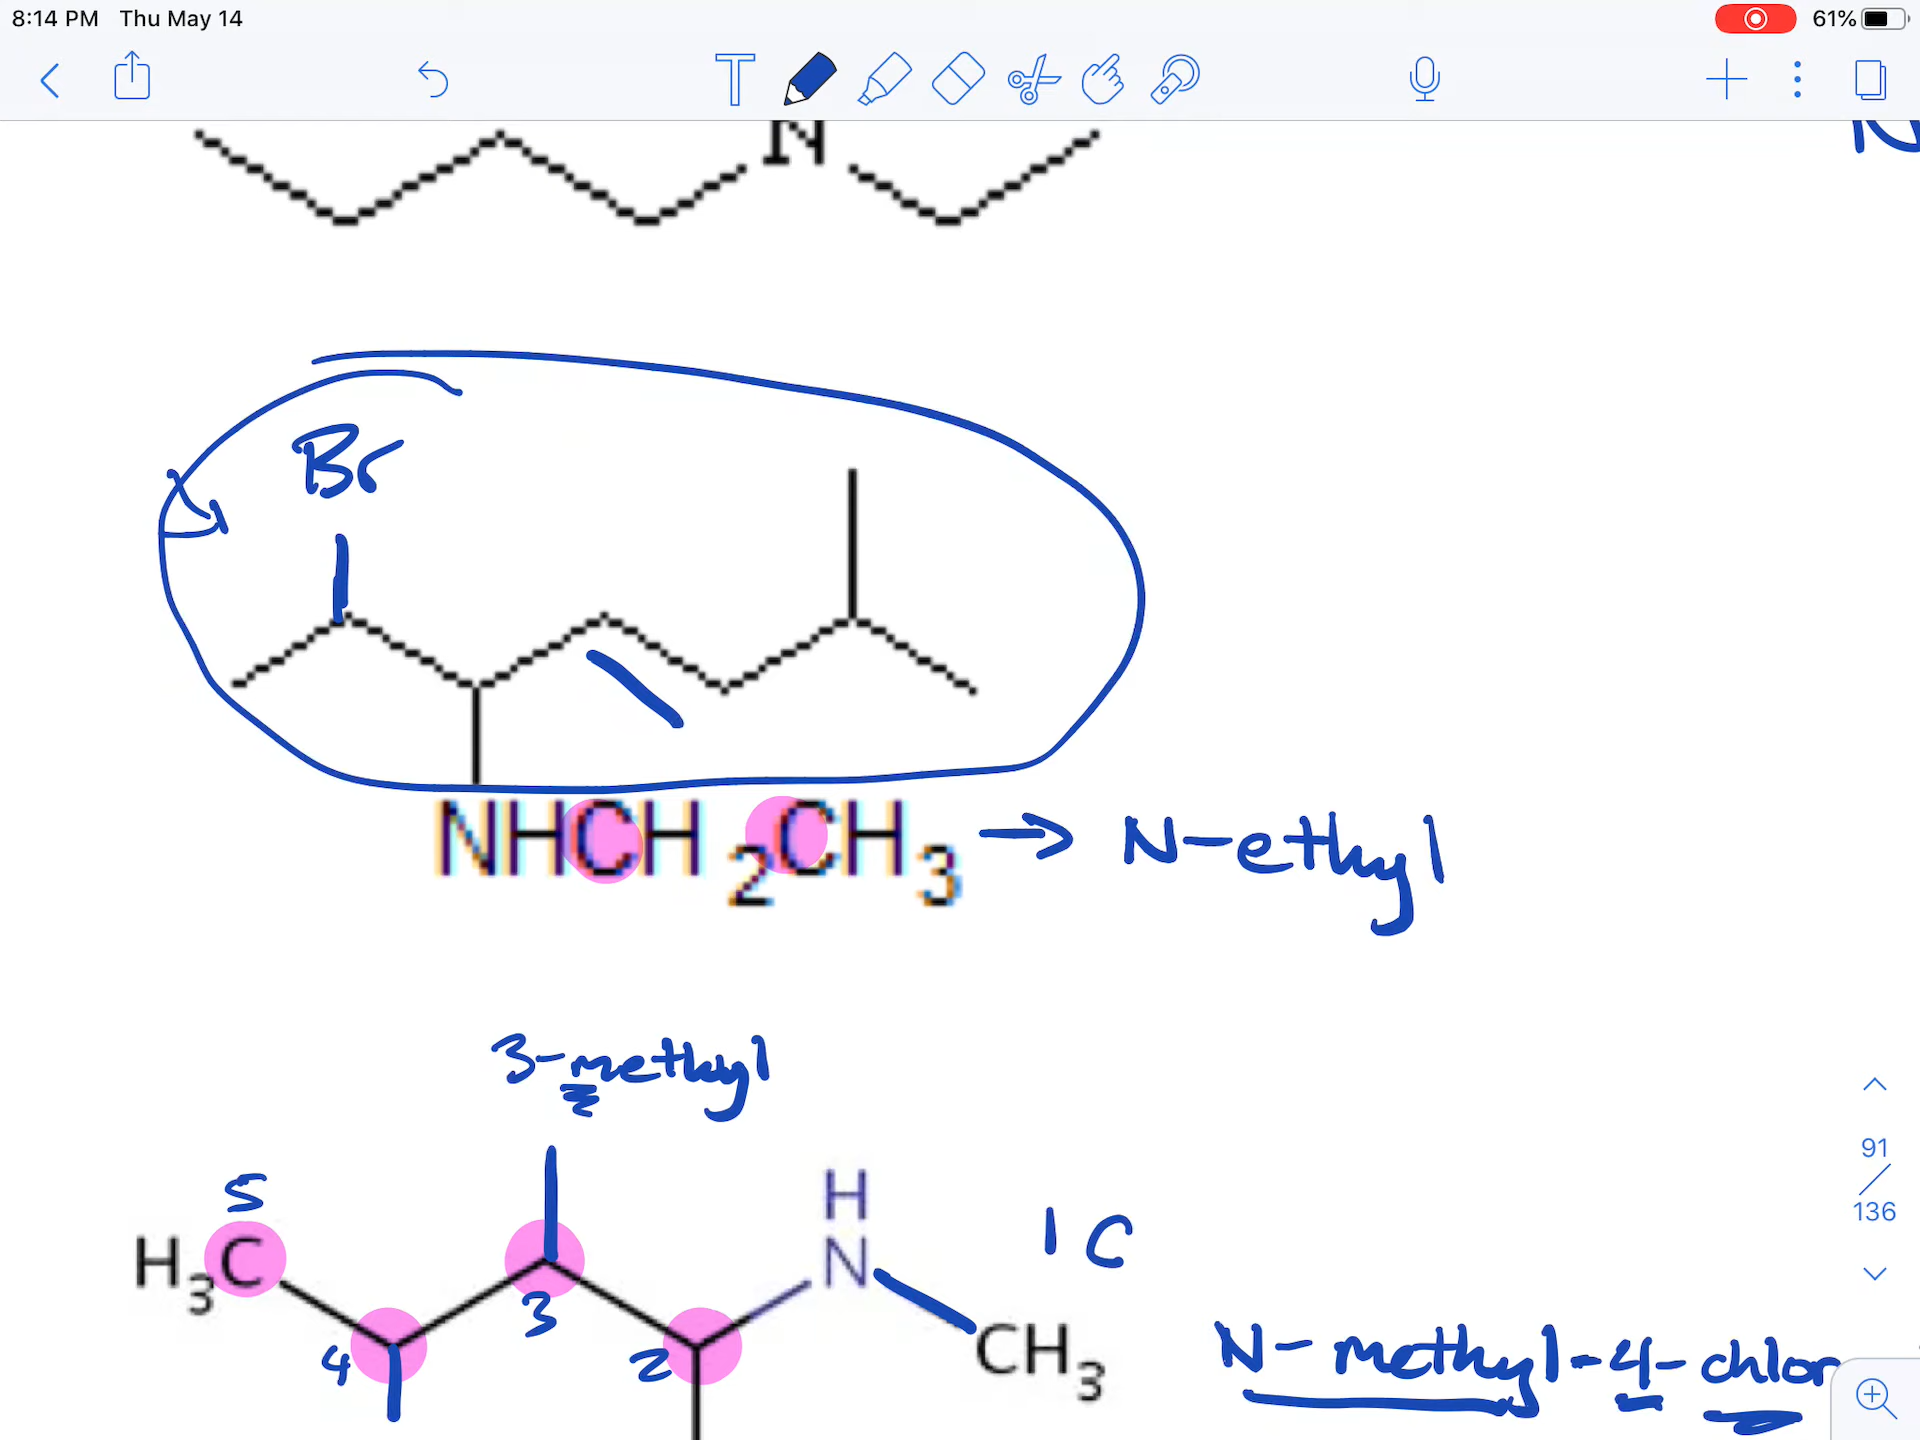 8:14 PM Thu May 14 61%
T
N
Br
NHCH2CH3 → N-ethyl
3-methyl
5 H
H3C N 1 C
3
4 2 CH3
N-methyl-4-chlor
91
136